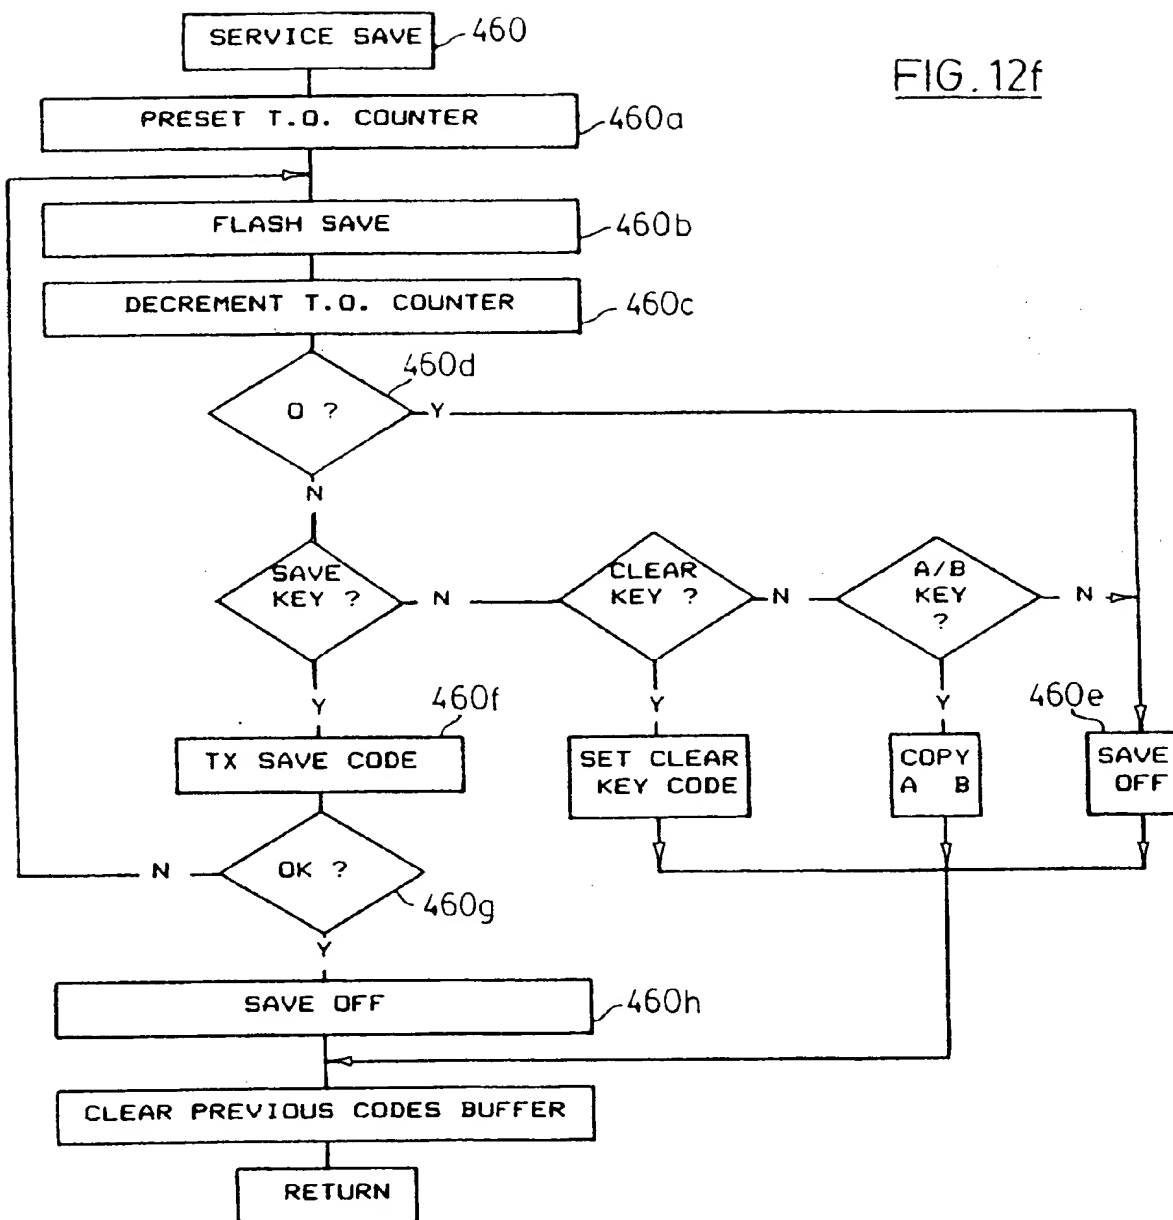 SERVICE SAVE
460
FIG. 12f
PRESET T.O. COUNTER
460a
FLASH SAVE
460b
DECREMENT T.O. COUNTER
460c
460d
0 ?
Y
N
SAVE
KEY ?
N
CLEAR
KEY ?
N
A/B
KEY
?
N
Y
460f
Y
Y
460e
TX SAVE CODE
SET CLEAR
KEY CODE
COPY
A B
SAVE
OFF
N
OK ?
460g
Y
SAVE OFF
460h
CLEAR PREVIOUS CODES BUFFER
RETURN